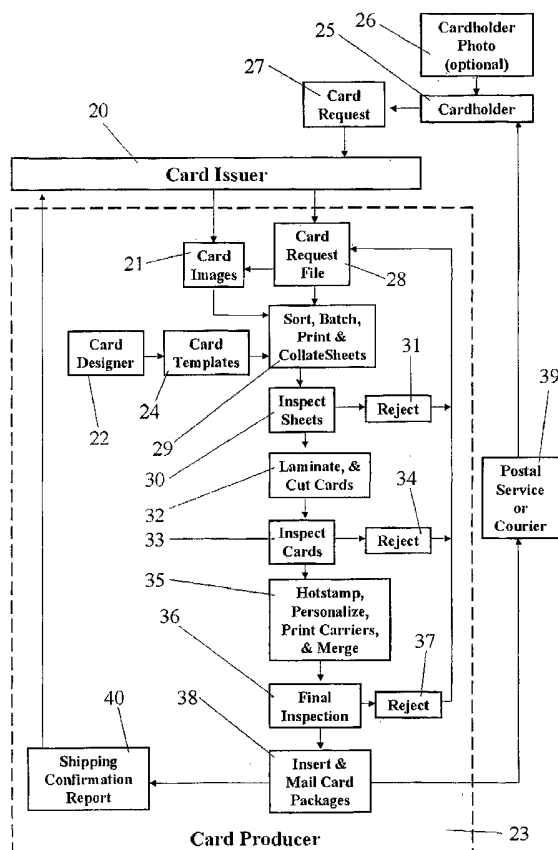 26
Cardholder
Photo
(optional)
25
27
Card
Request
Cardholder
20
Card Issuer
21
Card
Images
Card
Request
File
28
Sort, Batch,
Print &
CollateSheets
Card
Designer
Card
Templates
22
24
29
31
Inspect
Sheets
Reject
30
39
Laminate, &
Cut Cards
32
34
Postal
Service
or
Courier
33
Inspect
Cards
Reject
35
Hotstamp,
Personalize,
Print Carriers,
& Merge
36
37
Final
Inspection
Reject
40
38
Shipping
Confirmation
Report
Insert &
Mail Card
Packages
Card Producer
23